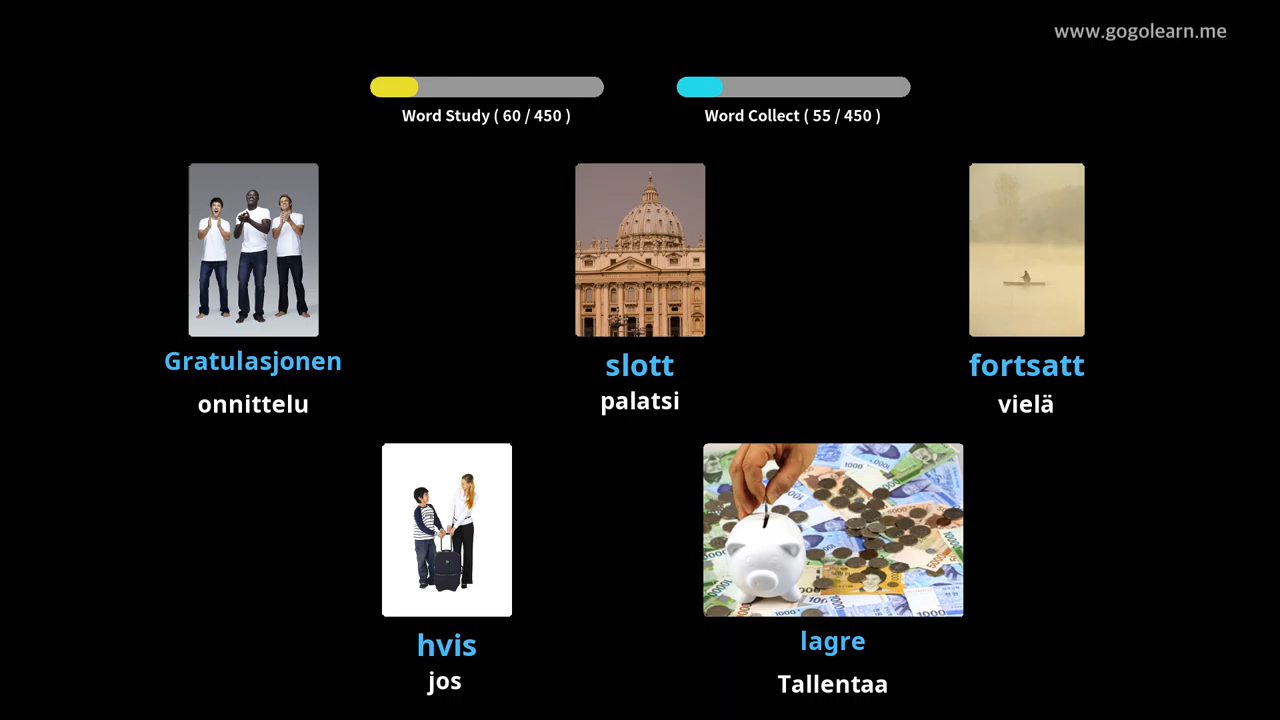 www.gogolearn.me
Word Study ( 60 / 450 )
Word Collect ( 55 / 450 )
Gratulasjonen
onnittelu
slott
palatsi
fortsatt
vielä
hvis
jos
lagre
Tallentaa